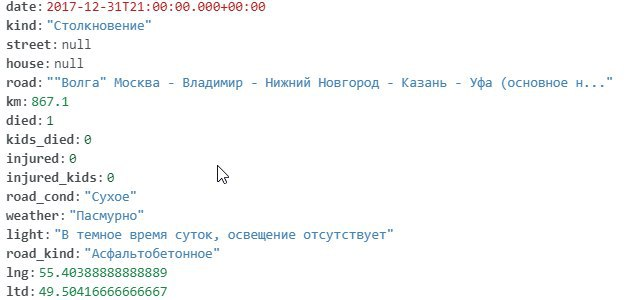 date: 2017-12-31T21:00:00.000+00:00
kind: "Столкновение"
street: null
house: null
road: ""Волга" Москва - Владимир - Нижний Новгород - Казань - Уфа (основное н..."
km: 867.1
died: 1
kids_died: 0
injured: 0
injured_kids: 0
road_cond: "Сухое"
weather: "Пасмурно"
light: "В темное время суток, освещение отсутствует"
road_kind: "Асфальтобетонное"
lng: 55.40388888888889
ltd: 49.50416666666667